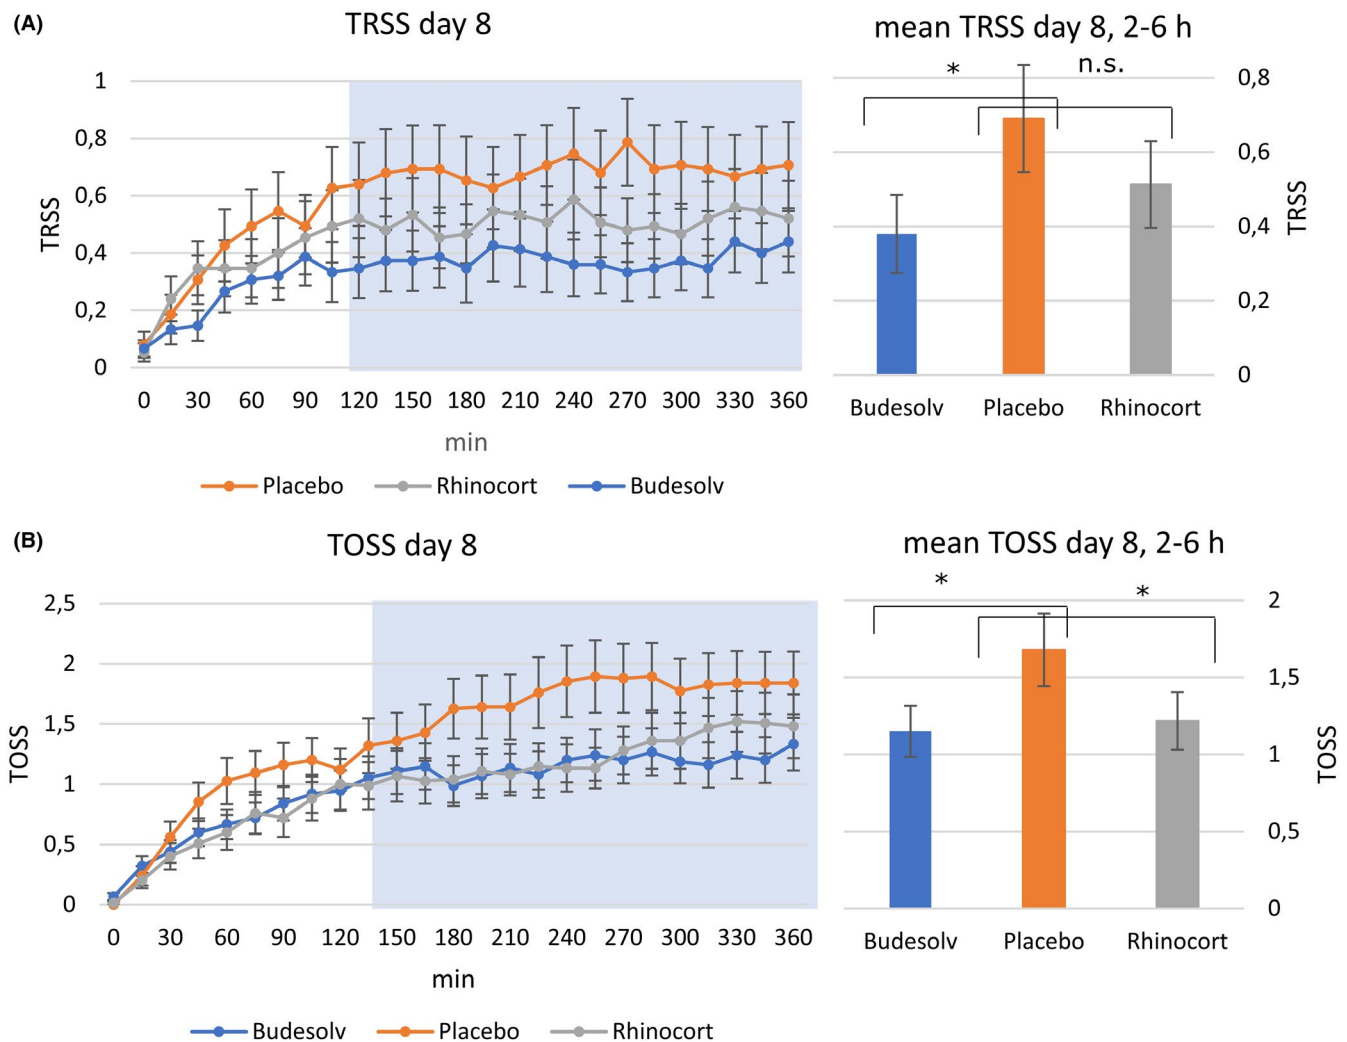 (A)
TRSS day 8
mean TRSS day 8, 2-6 h
* n.s.
1
0,8
0,6
0,4
0,2
0
TRSS
0 30 60 90 120 150 180 210 240 270 300 330 360
min
Placebo Rhinocort Budesolv
0,8
0,6
0,4
0,2
0
TRSS
Budesolv Placebo Rhinocort
(B)
TOSS day 8
mean TOSS day 8, 2-6 h
* *
2,5
2
1,5
1
0,5
0
TOSS
0 30 60 90 120 150 180 210 240 270 300 330 360
min
Budesolv Placebo Rhinocort
2
1,5
1
0,5
0
TOSS
Budesolv Placebo Rhinocort